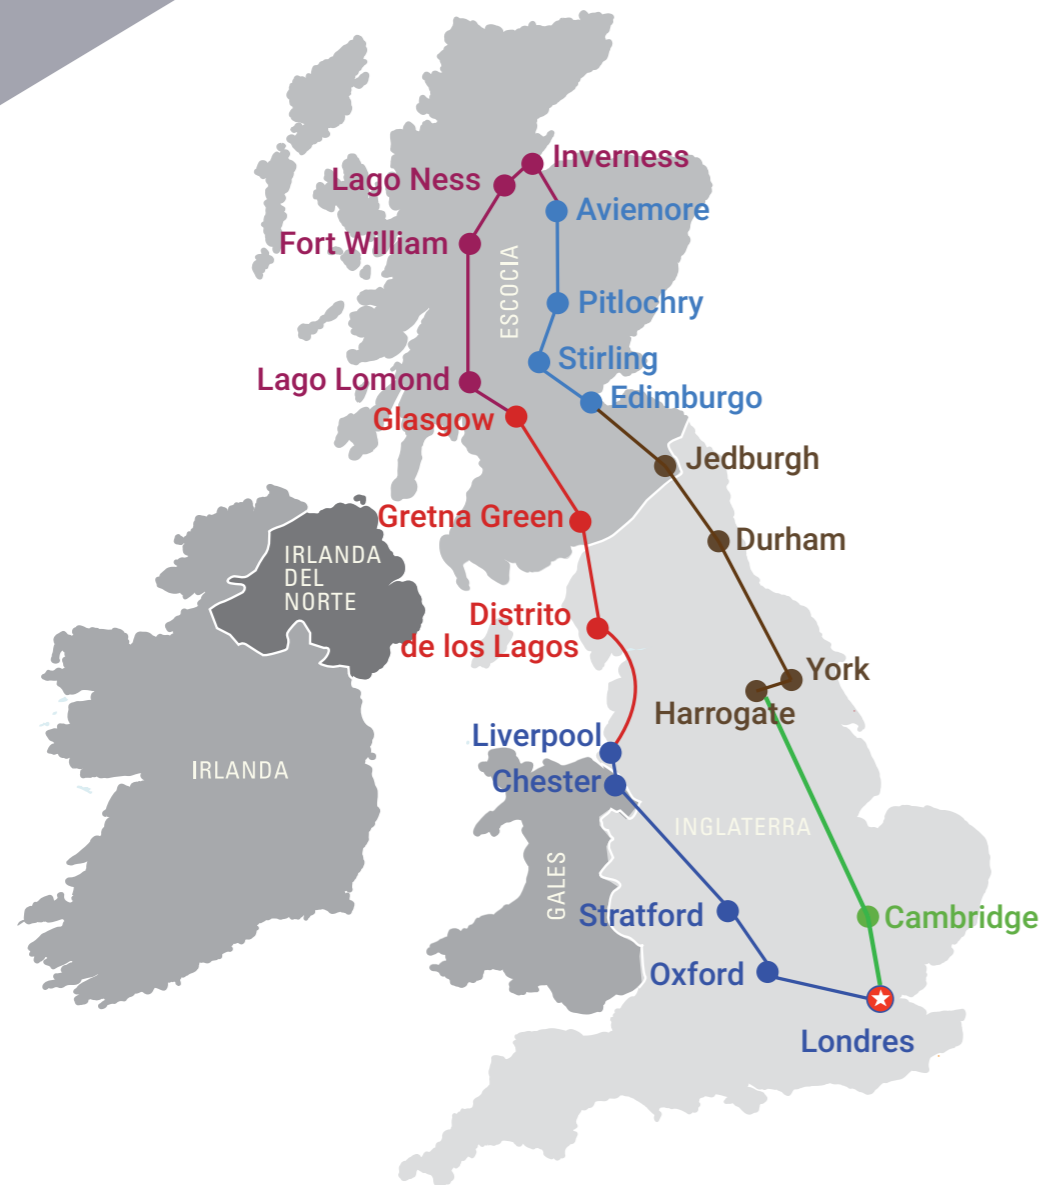 Inverness
Lago Ness
Aviemore
Fort William
ESCOCIA
Pitlochry
Stirling
Lago Lomond
Edimburgo
Glasgow
Jedburgh
Gretna Green
Durham
IRLANDA
DEL
NORTE
Distrito
de los Lagos
York
Harrogate
Liverpool
IRLANDA
Chester
INGLATERRA
GALES
Stratford
Cambridge
Oxford
Londres